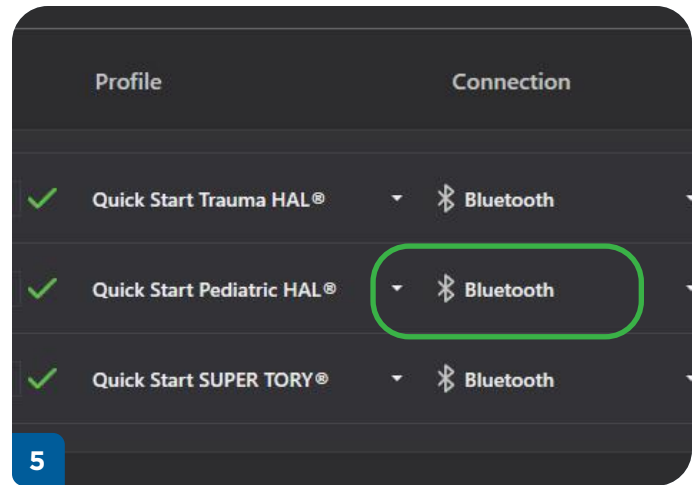 Profile Connection
Quick Start Trauma HAL® Bluetooth
Quick Start Pediatric HAL® Bluetooth
Quick Start SUPER TORY® Bluetooth
5